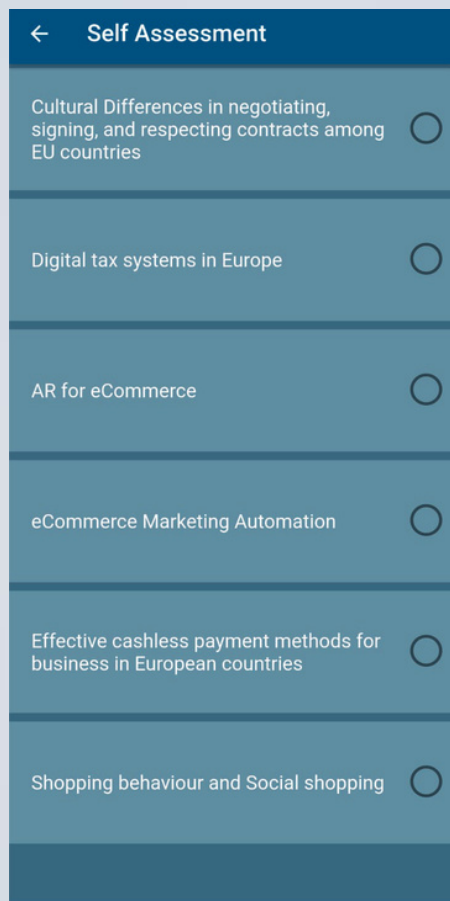 Self Assessment
Cultural Differences in negotiating,
signing, and respecting contracts among
EU countries
Digital tax systems in Europe
AR for eCommerce
eCommerce Marketing Automation
Effective cashless payment methods for
business in European countries
Shopping behaviour and Social shopping